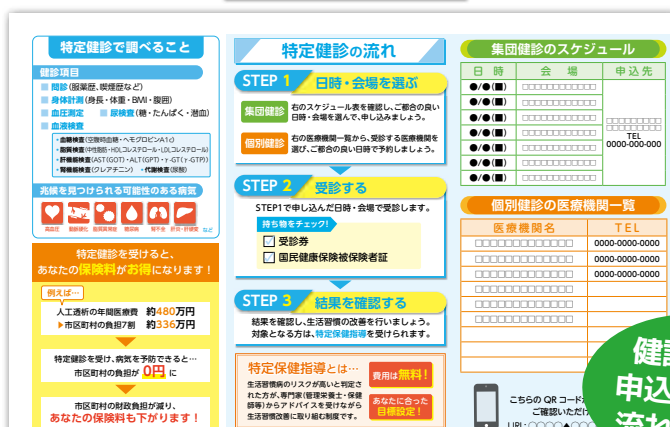 特定健診で調べること
健診項目
問診(服薬歴、喫煙歴など)
身体計測(身長・体重・BMI・腹囲)
血圧測定 尿検査(糖・たんぱく・潜血)
血液検査
・血糖検査(空腹時血糖・ヘモグロビンA1c)
・脂質検査(中性脂肪・HDLコレステロール・LDLコレステロール)
・肝機能検査(AST(GOT)・ALT(GPT)・γ-GT(γ-GTP))
・腎機能検査(クレアチニン) ・代謝検査(尿酸)
兆候を見つけられる可能性のある病気
高血圧 動脈硬化 脂質異常症 糖尿病 腎不全 肝炎・肝硬変 など
特定健診を受けると、
あなたの保険料がお得になります!
例えば…
人工透析の年間医療費 約480万円
▶市区町村の負担7割 約336万円
特定健診を受け、病気を予防できると…
市区町村の負担が 0円 に
市区町村の財政負担が減り、
あなたの保険料も下がります!
特定健診の流れ
STEP 1 日時・会場を選ぶ
集団健診 右のスケジュール表を確認し、ご都合の良い
日時・会場を選んで、申し込みましょう。
個別健診 右の医療機関一覧から、受診する医療機関を
選び、ご都合の良い日時で予約しましょう。
STEP 2 受診する
STEP1で申し込んだ日時・会場で受診します。
持ち物をチェック!
受診券
国民健康保険被保険者証
STEP 3 結果を確認する
結果を確認し、生活習慣の改善を行いましょう。
対象となる方は、特定保健指導を受けられます。
特定保健指導とは…
生活習慣病のリスクが高いと判定さ
れた方が、専門家(管理栄養士・保健
師等)からアドバイスを受けながら
生活習慣改善に取り組む制度です。
費用は無料!
あなたに合った
目標設定!
集団健診のスケジュール
日 時 会 場 申込先
●/●(■) □□□□□□□□□□□
●/●(■) □□□□□□□□□□□
●/●(■) □□□□□□□□□□□
●/●(■) □□□□□□□□□□□
●/●(■) □□□□□□□□□□□
●/●(■) □□□□□□□□□□□
●/●(■) □□□□□□□□□□□
□□□□□□□□□
□□□□□□□□□
TEL
0000-000-000
個別健診の医療機関一覧
医療機関名 TEL
□□□□□□□□□□□□□ 0000-0000-0000
□□□□□□□□□□□□□ 0000-0000-0000
□□□□□□□□□□□□□ 0000-0000-0000
□□□□□□□□□□□□□
□□□□□□□□□□□□□
□□□□□□□□□□□□□
こちらの QR コード
ご確認いただけ
URL:○○○○▲○○○
健診
申込